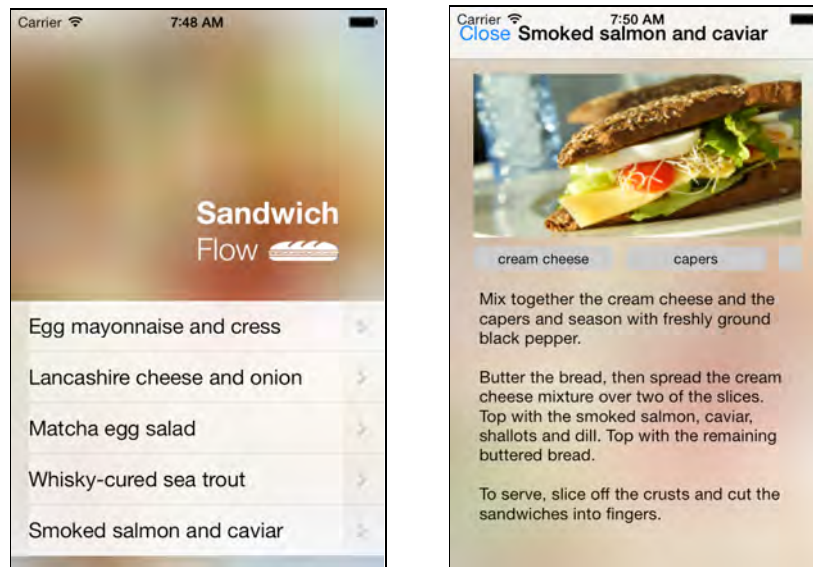 Carrier 7:48 AM
Sandwich
Flow
Egg mayonnaise and cress
Lancashire cheese and onion
Matcha egg salad
Whisky-cured sea trout
Smoked salmon and caviar
Carrier 7:50 AM
Close Smoked salmon and caviar
cream cheese capers
Mix together the cream cheese and the
capers and season with freshly ground
black pepper.
Butter the bread, then spread the cream
cheese mixture over two of the slices.
Top with the smoked salmon, caviar,
shallots and dill. Top with the remaining
buttered bread.
To serve, slice off the crusts and cut the
sandwiches into fingers.